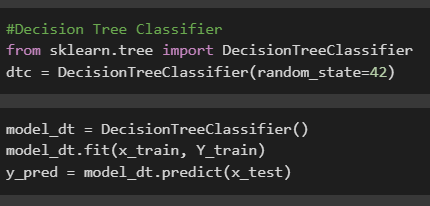 #Decision Tree Classifier
from sklearn.tree import DecisionTreeClassifier
dtc = DecisionTreeClassifier(random_state=42)
model_dt = DecisionTreeClassifier()
model_dt.fit(x_train, Y_train)
y_pred = model_dt.predict(x_test)